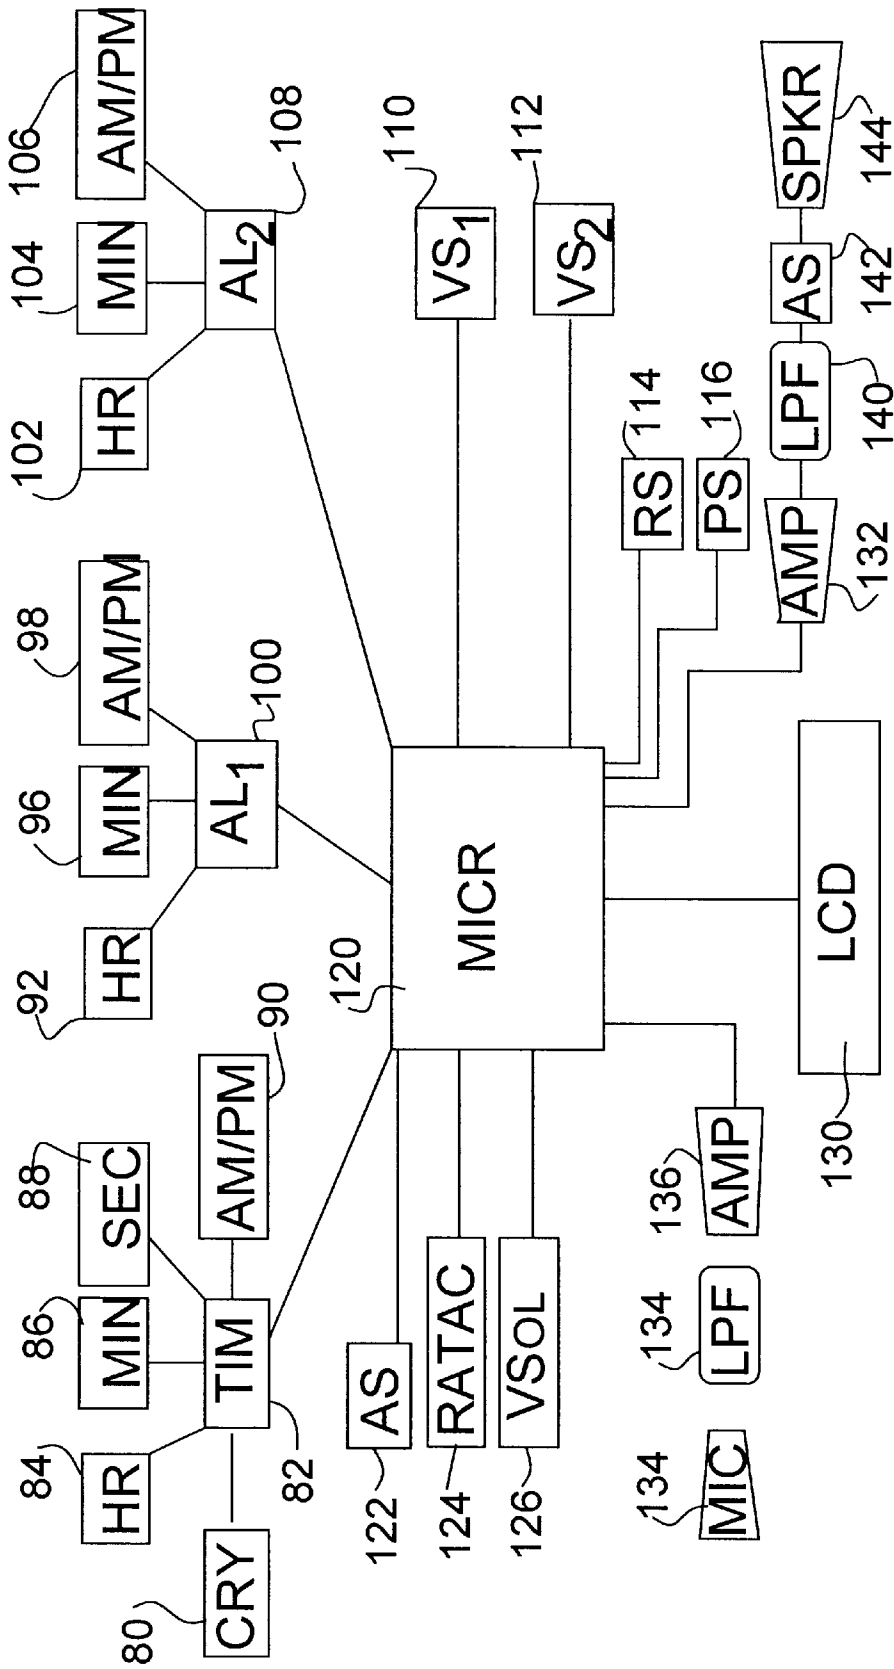 84 86 88 92 96 98 102 104 106
HR MIN SEC HR MIN AM/PM HR MIN AM/PM
80
CRY TIM AM/PM AL1 AL2
82 90 100 108
120
122 AS 110 VS1
124 RATAC MICR
126 VSOL 112 VS2
RS 114
134 136
MIC LPF AMP PS 116
134
AMP LPF AS SPKR
130 LCD 132 140 142 144